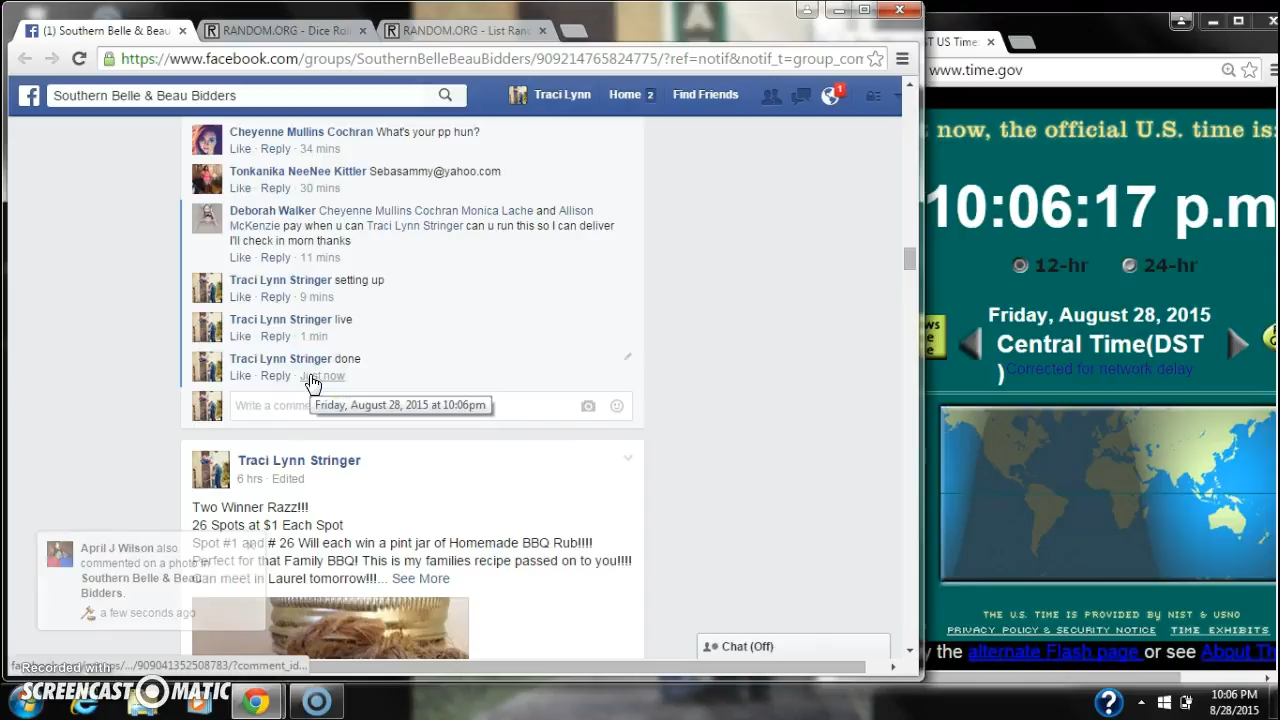 (1) Southern Belle & Beau
RANDOM.ORG - Dice Rol
RANDOM.ORG - List Ran
https://www.facebook.com/groups/SouthernBelleBeauBidders/909214765824775/?ref=notif&notif_t=group_com
Southern Belle & Beau Bidders
Traci Lynn
Home 2
Find Friends
1
Cheyenne Mullins Cochran What's your pp hun?
Like · Reply · 34 mins
Tonkanika NeeNee Kittler Sebasammy@yahoo.com
Like · Reply · 30 mins
Deborah Walker Cheyenne Mullins Cochran Monica Lache and Allison
McKenzie pay when u can Traci Lynn Stringer can u run this so I can deliver
I'll check in morn thanks
Like · Reply · 11 mins
Traci Lynn Stringer setting up
Like · Reply · 9 mins
Traci Lynn Stringer live
Like · Reply · 1 min
Traci Lynn Stringer done
Like · Reply · Just now
Write a comme
Friday, August 28, 2015 at 10:06pm
Traci Lynn Stringer
6 hrs · Edited
Two Winner Razz!!!
26 Spots at $1 Each Spot
Spot #1 and # 26 Will each win a pint jar of Homemade BBQ Rub!!!!
Perfect for that Family BBQ! This is my families recipe passed on to you!!!!
Can meet in Laurel tomorrow!!!... See More
April J Wilson also
commented on a photo in
Southern Belle & Beau
Bidders.
a few seconds ago
Chat (Off)
.../909041352508783/?comment_id...
Recorded with
SCREENCAST MATIC
ST US Time:
www.time.gov
now, the official U.S. time is:
10:06:17 p.m
12-hr
24-hr
Friday, August 28, 2015
Central Time(DST
)Corrected for network delay
THE U.S. TIME IS PROVIDED BY NIST & USNO
PRIVACY POLICY & SECURITY NOTICE
TIME EXHIBITS
y the alternate Flash page or see About Th
10:06 PM
8/28/2015